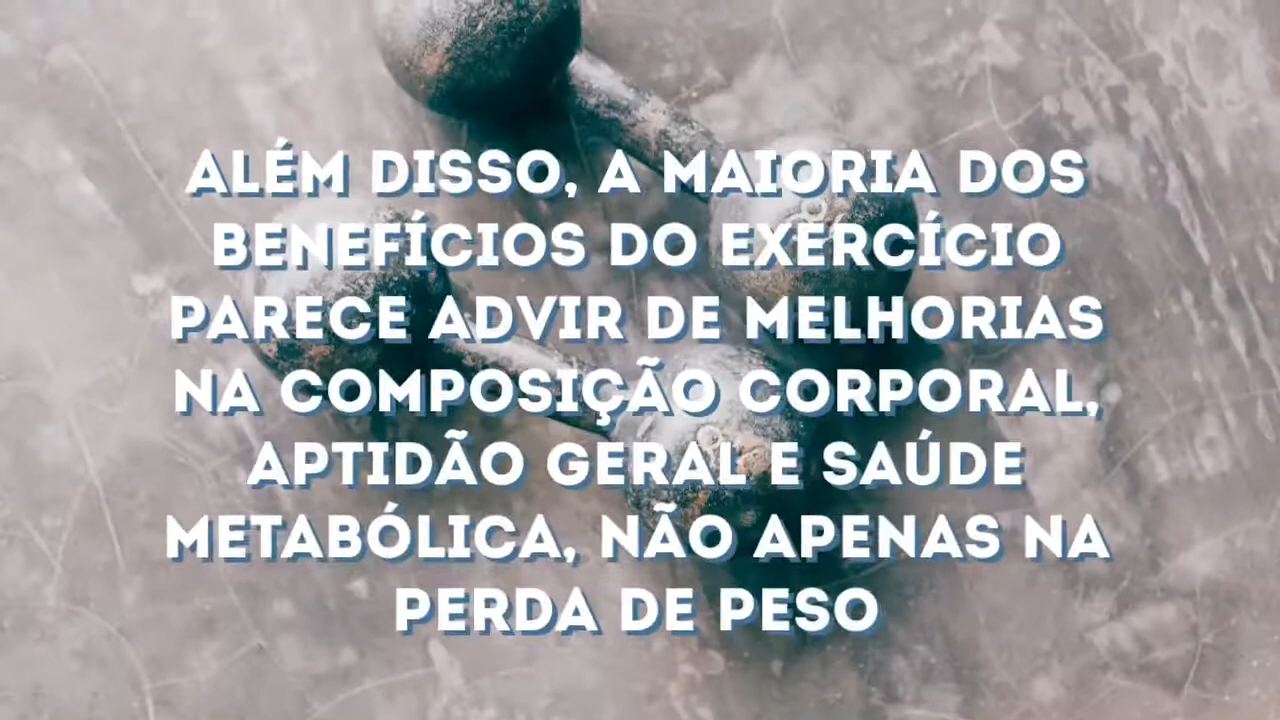 ALÉM DISSO, A MAIORIA DOS
BENEFÍCIOS DO EXERCÍCIO
PARECE ADVIR DE MELHORIAS
NA COMPOSIÇÃO CORPORAL,
APTIDÃO GERAL E SAÚDE
METABÓLICA, NÃO APENAS NA
PERDA DE PESO